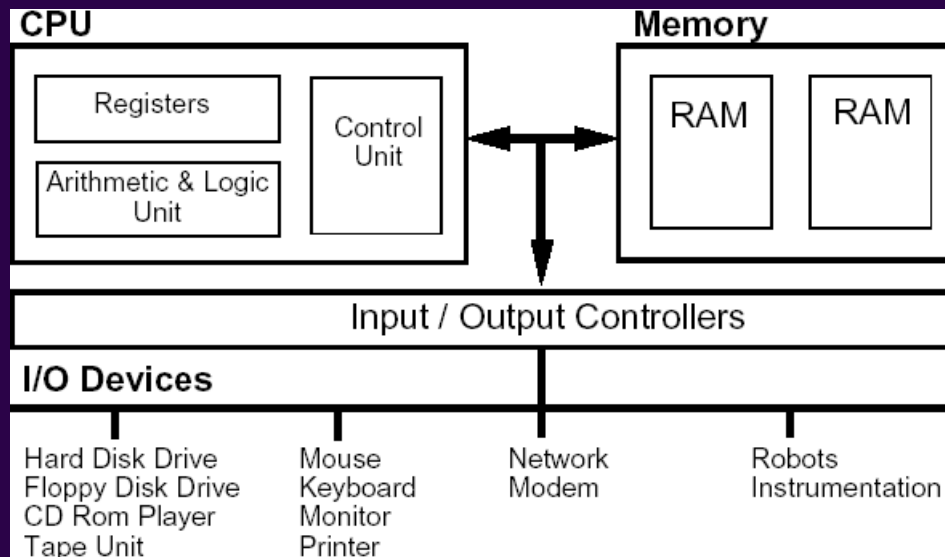 CPU
Registers
Arithmetic & Logic
Unit
Control
Unit
Memory
RAM
RAM
Input / Output Controllers
I/O Devices
Hard Disk Drive
Floppy Disk Drive
CD Rom Player
Tape Unit
Mouse
Keyboard
Monitor
Printer
Network
Modem
Robots
Instrumentation